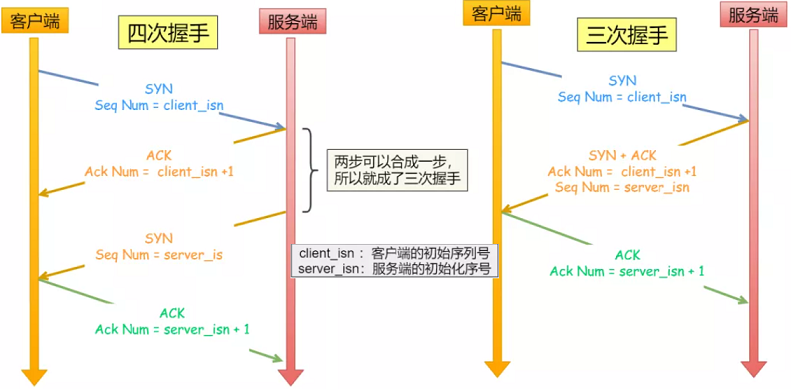 客户端
四次握手
服务端
SYN
Seq Num = client_isn
ACK
Ack Num = client_isn +1
SYN
Seq Num = server_is
ACK
Ack Num = server_isn + 1
两步可以合成一步，
所以就成了三次握手
client_isn ：客户端的初始序列号
server_isn：服务端的初始化序号
客户端
三次握手
服务端
SYN
Seq Num = client_isn
SYN + ACK
Ack Num = client_isn +1
Seq Num = server_isn
ACK
Ack Num = server_isn + 1